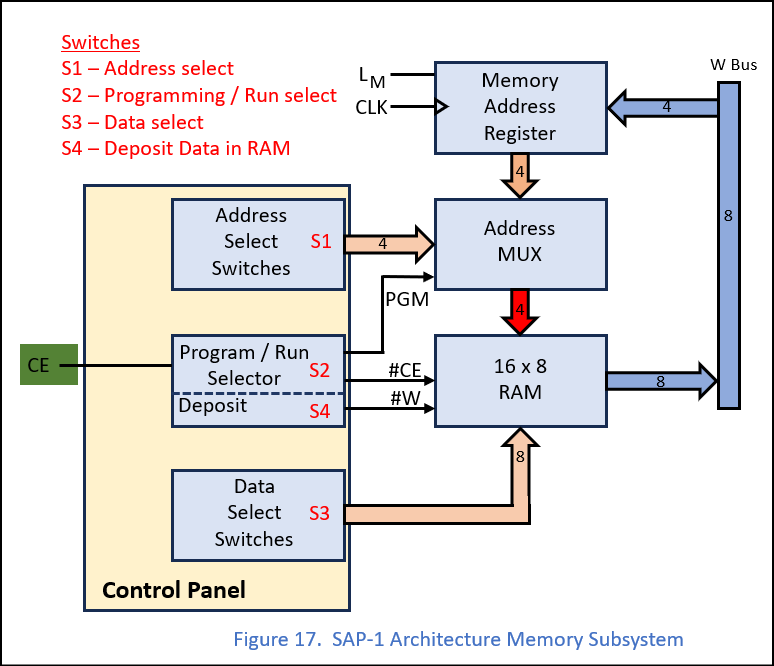 Switches
S1 – Address select
S2 – Programming / Run select
S3 – Data select
S4 – Deposit Data in RAM
L M
CLK
Memory
Address
Register
W Bus
4
4
8
Address
Select S1
Switches
4
Address
MUX
PGM
4
CE
Program / Run
Selector S2
Deposit S4
#CE
#W
16 x 8
RAM
8
8
Data
Select S3
Switches
Control Panel
Figure 17. SAP-1 Architecture Memory Subsystem